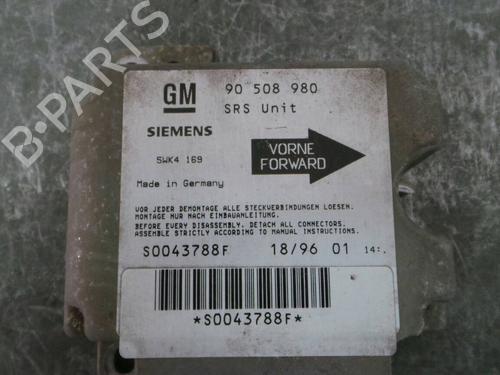 B-PARTS
GM
90 508 980
SRS Unit
SIEMENS
5WK4 169
VORNE
FORWARD
Made in Germany
VOR JEDER DEMONTAGE ALLE STECKVERBINDUNGEN LOESEN.
MONTAGE NUR NACH EINBAUANLEITUNG.
BEFORE EVERY DISASSEMBLY, DETACH ALL CONNECTORS.
ASSEMBLE STRICTLY ACCORDING TO MANUAL INSTRUCTIONS.
S0043788F 18/96 01 14:.
*S0043788F*